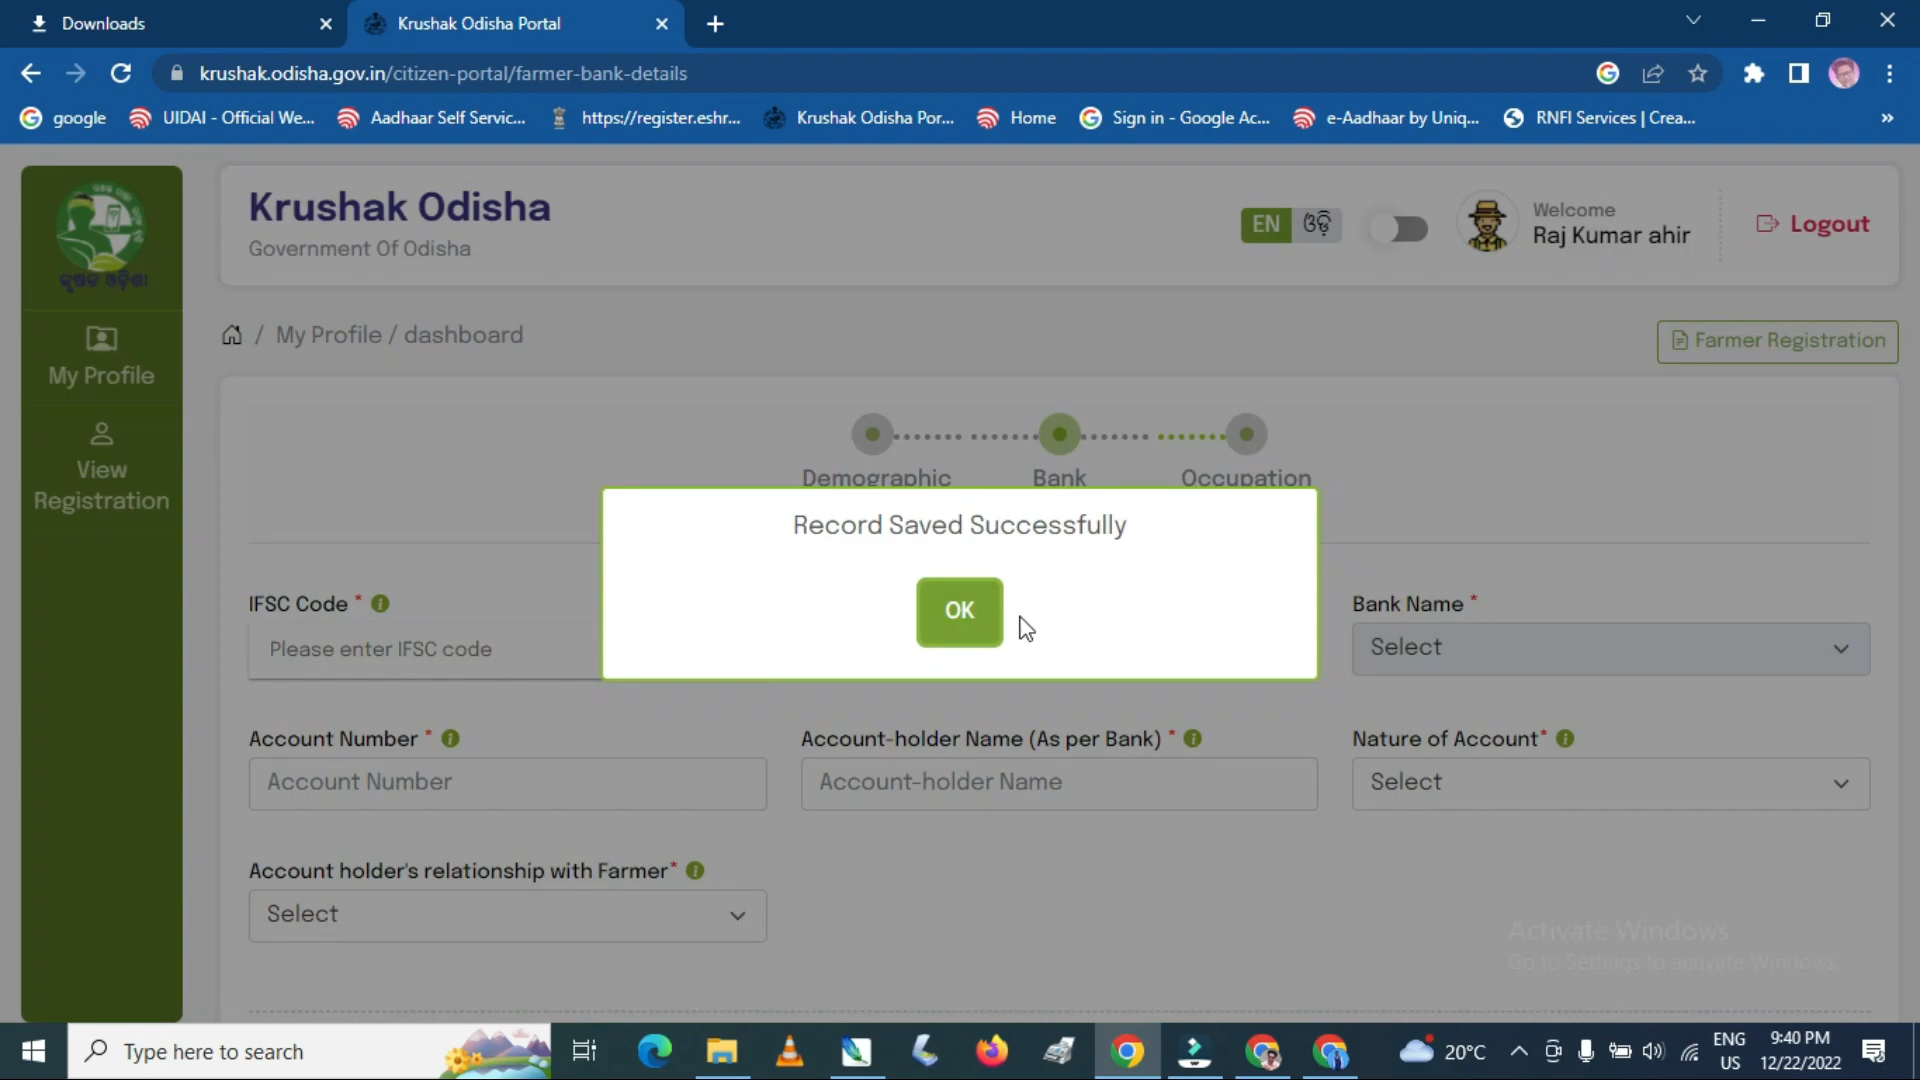 Downloads
Krushak Odisha Portal
krushak.odisha.gov.in/citizen-portal/farmer-bank-details
google
UIDAI - Official We...
Aadhaar Self Servic...
https://register.eshr...
Krushak Odisha Por...
Home
Sign in - Google Ac...
e-Aadhaar by Uniq...
RNFI Services | Crea...
»
କୃଷକ ଓଡ଼ିଶା
My Profile
View
Registration
Krushak Odisha
Government Of Odisha
EN ଓଡ଼ି
Welcome
Raj Kumar ahir
Logout
/ My Profile / dashboard
Farmer Registration
Demographic
Bank
Occupation
Record Saved Successfully
OK
IFSC Code *
Please enter IFSC code
Bank Name *
Select
Account Number *
Account Number
Account-holder Name (As per Bank) *
Account-holder Name
Nature of Account*
Select
Account holder's relationship with Farmer*
Select
Activate Windows
Go to Settings to activate Windows.
Type here to search
20°C
ENG
US
9:40 PM
12/22/2022